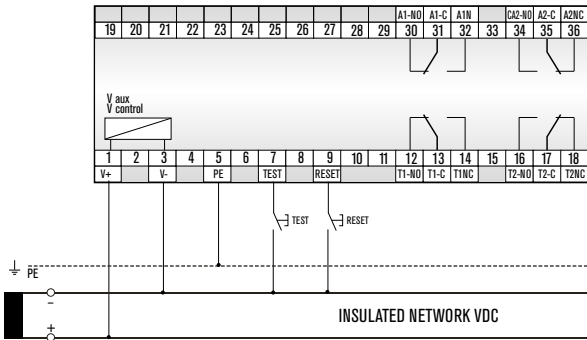 A1-NO A1-C A1N CA2-NO A2-C A2NC
19 20 21 22 23 24 25 26 27 28 29 30 31 32 33 34 35 36
V aux
V control
1 2 3 4 5 6 7 8 9 10 11 12 13 14 15 16 17 18
V+ V- PE TEST RESET T1-NO T1-C T1NC T2-NO T2-C T2NC
TEST RESET
PE
-
INSULATED NETWORK VDC
+